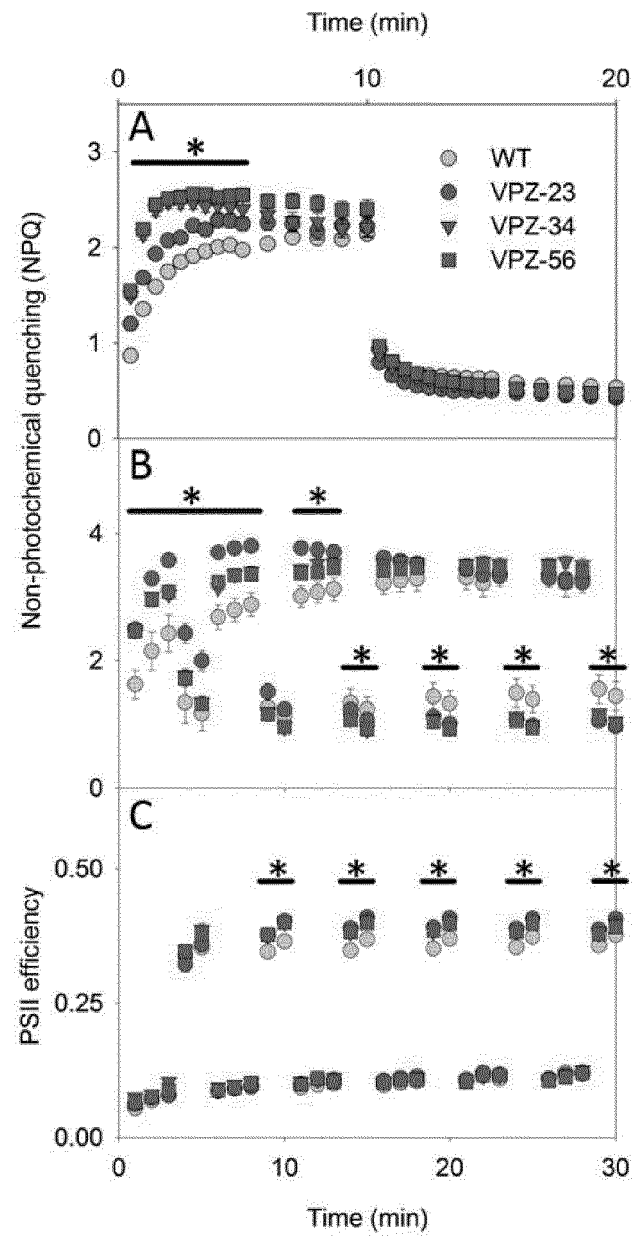 Time (min)
0 10 20
A
*
WT
VPZ-23
VPZ-34
VPZ-56
3
2
1
0
Non-photochemical quenching (NPQ)
B
* *
4
2
* * * *
0
C
* * * * *
0.50
0.25
0.00
PSII efficiency
0 10 20 30
Time (min)